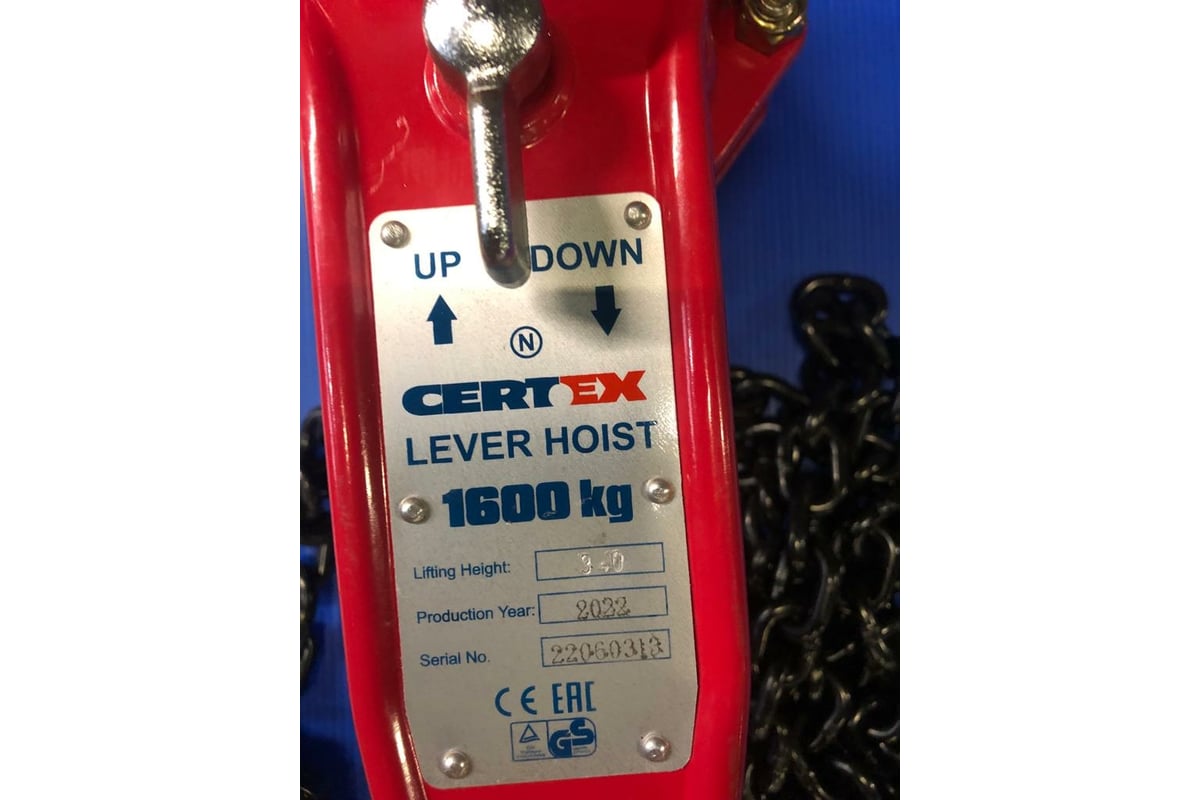 UP DOWN
N
CERTEX
LEVER HOIST
1600 kg
Lifting Height: 3.0
Production Year: 2022
Serial No. 22060313
CE EAC
GS